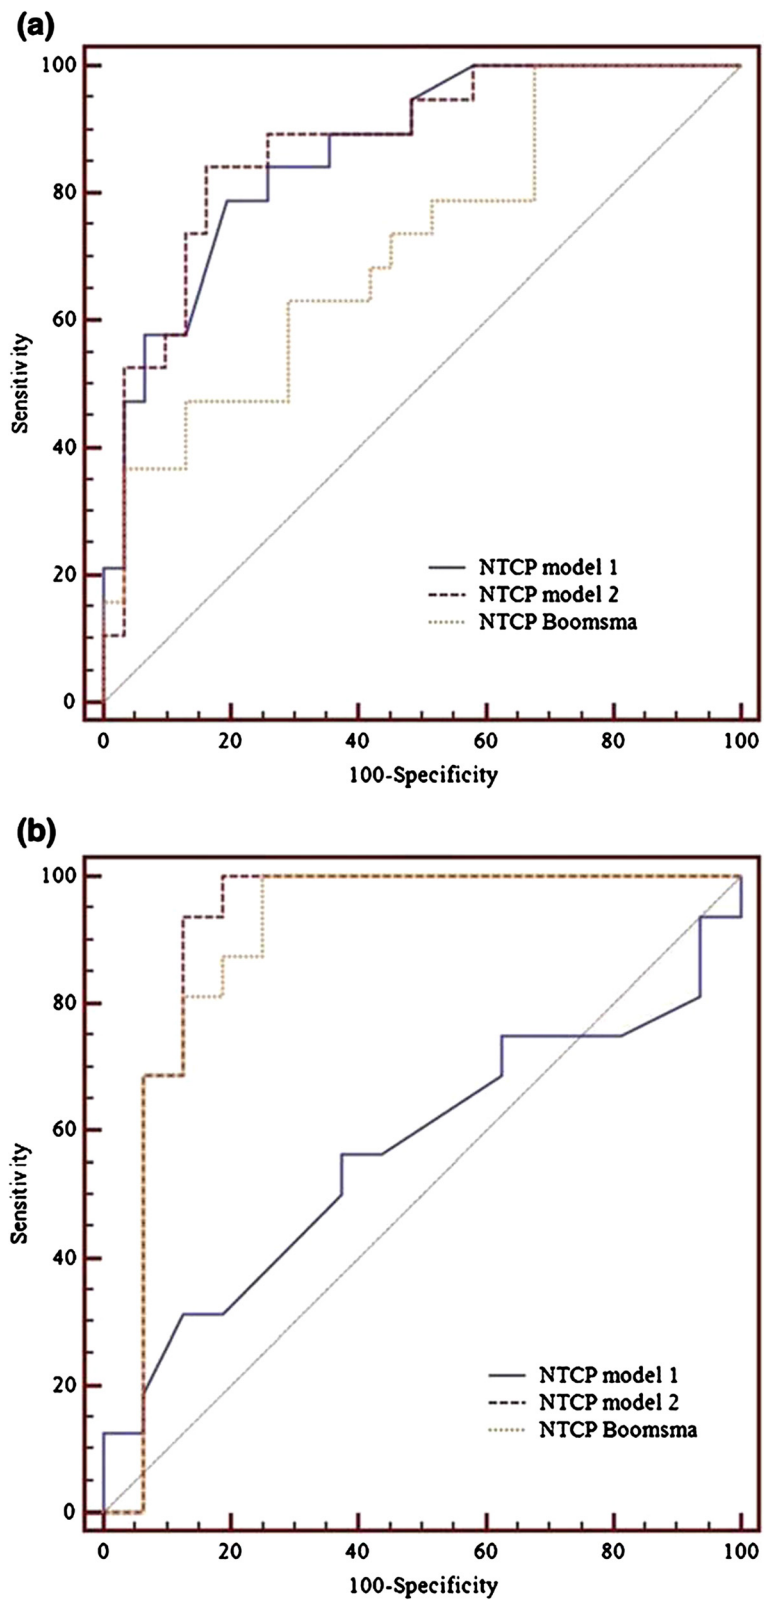 (a)
100
80
60
40
20
0
Sensitivity
NTCP model 1
NTCP model 2
NTCP Boomsma
0 20 40 60 80 100
100-Specificity
(b)
100
80
60
40
20
0
Sensitivity
NTCP model 1
NTCP model 2
NTCP Boomsma
0 20 40 60 80 100
100-Specificity